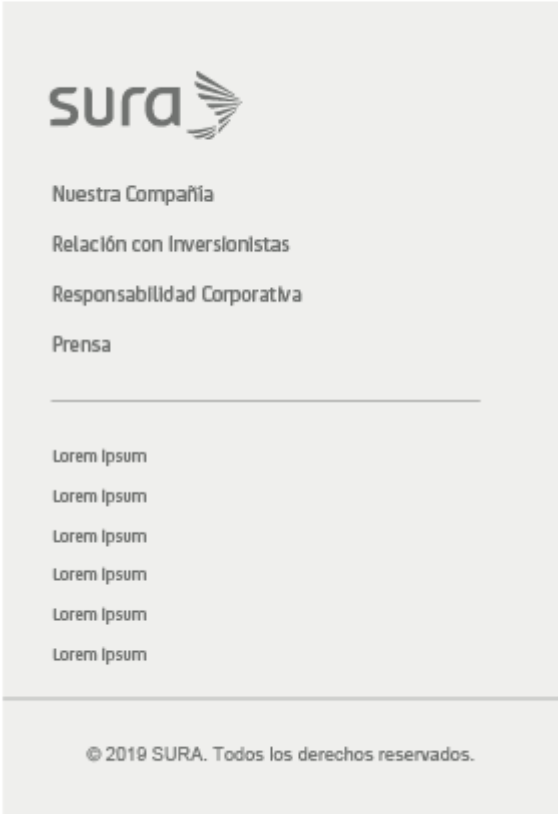 sura
Nuestra Compañía
Relación con Inversionistas
Responsabilidad Corporativa
Prensa
Lorem Ipsum
Lorem Ipsum
Lorem Ipsum
Lorem Ipsum
Lorem Ipsum
Lorem Ipsum
© 2019 SURA. Todos los derechos reservados.